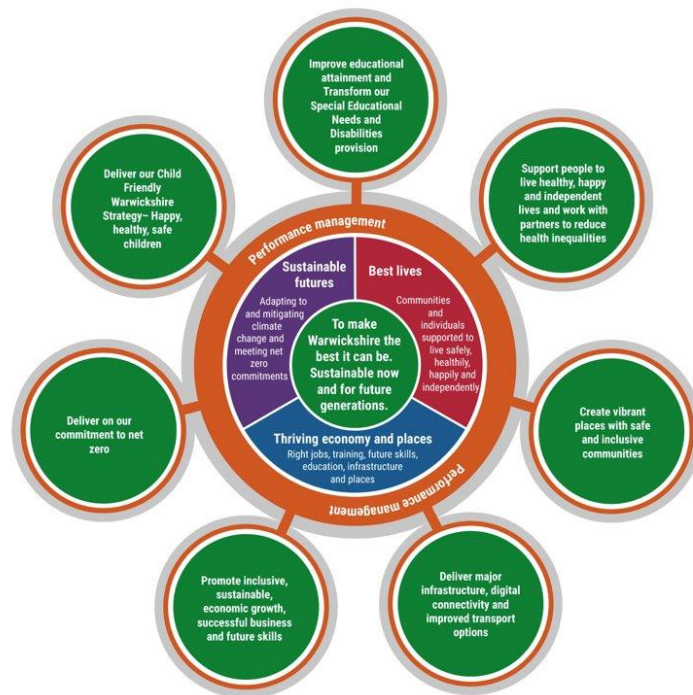 Improve educational
attainment and
Transform our
Special Educational
Needs and
Disabilities
provision
Support people to
live healthy, happy
and independent
lives and work with
partners to reduce
health inequalities
Create vibrant
places with safe
and inclusive
communities
Deliver major
infrastructure, digital
connectivity and
improved transport
options
Promote inclusive,
sustainable,
economic growth,
successful business
and future skills
Deliver on our
commitment to net
zero
Deliver our Child
Friendly
Warwickshire
Strategy– Happy,
healthy, safe
children
Performance management
Sustainable
futures
Adapting to
and mitigating
climate
change and
meeting net
zero
commitments
Best lives
Communities
and
individuals
supported to
live safely,
healthily,
happily and
independently
To make
Warwickshire the
best it can be.
Sustainable now
and for future
generations.
Thriving economy and places
Right jobs, training, future skills,
education, infrastructure
and places
Performance management